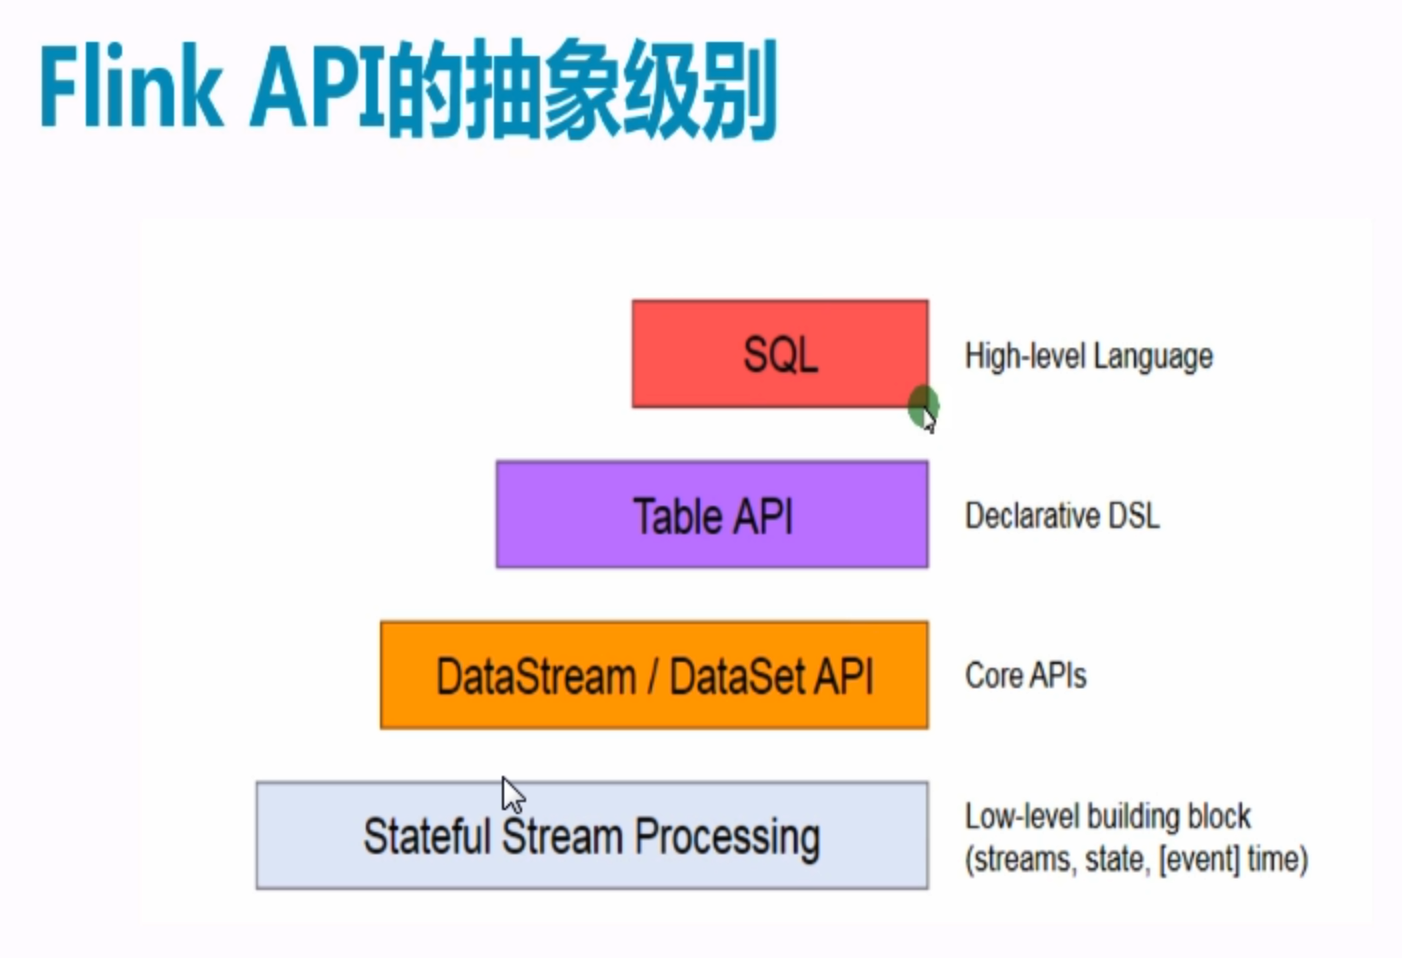 Flink API的抽象级别
SQL
High-level Language
Table API
Declarative DSL
DataStream / DataSet API
Core APIs
Stateful Stream Processing
Low-level building block
(streams, state, [event] time)